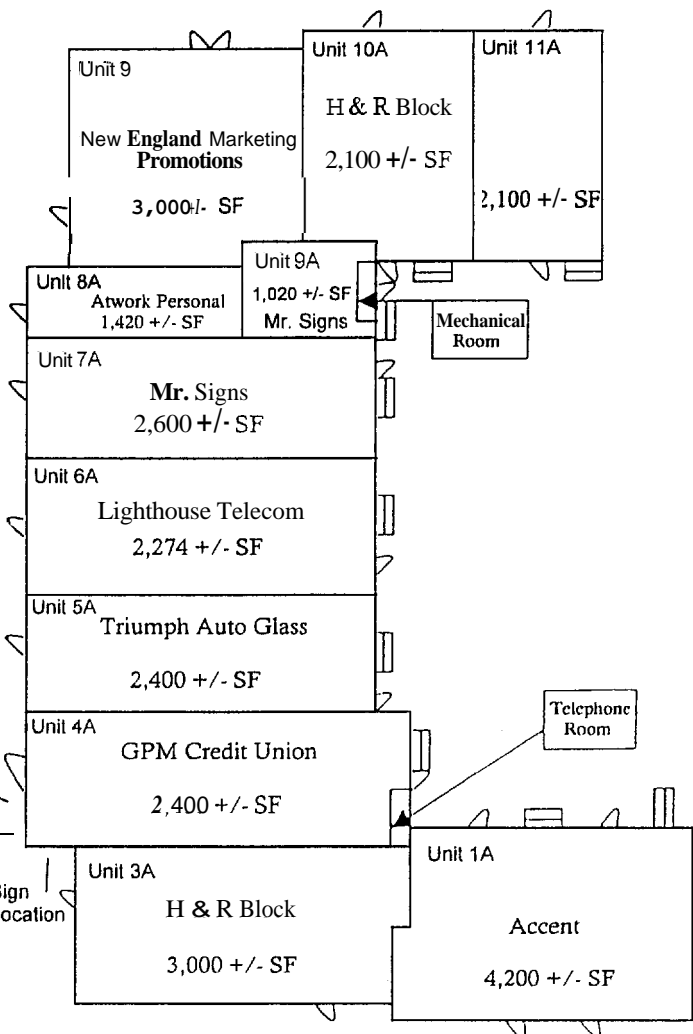 Unit 9
New England Marketing
Promotions
3,000+/- SF
Unit 10A
H & R Block
2,100 +/- SF
Unit 11A
2,100 +/- SF
Unit 8A
Atwork Personal
1,420 +/- SF
Unit 9A
1,020 +/- SF
Mr. Signs
Mechanical
Room
Unit 7A
Mr. Signs
2,600 +/- SF
Unit 6A
Lighthouse Telecom
2,274 +/- SF
Unit 5A
Triumph Auto Glass
2,400 +/- SF
Unit 4A
GPM Credit Union
2,400 +/- SF
Telephone
Room
Unit 3A
H & R Block
3,000 +/- SF
Unit 1A
Accent
4,200 +/- SF
Sign
ocation